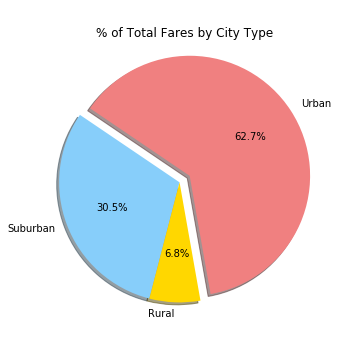 % of Total Fares by City Type
Urban
62.7%
30.5%
Suburban
6.8%
Rural